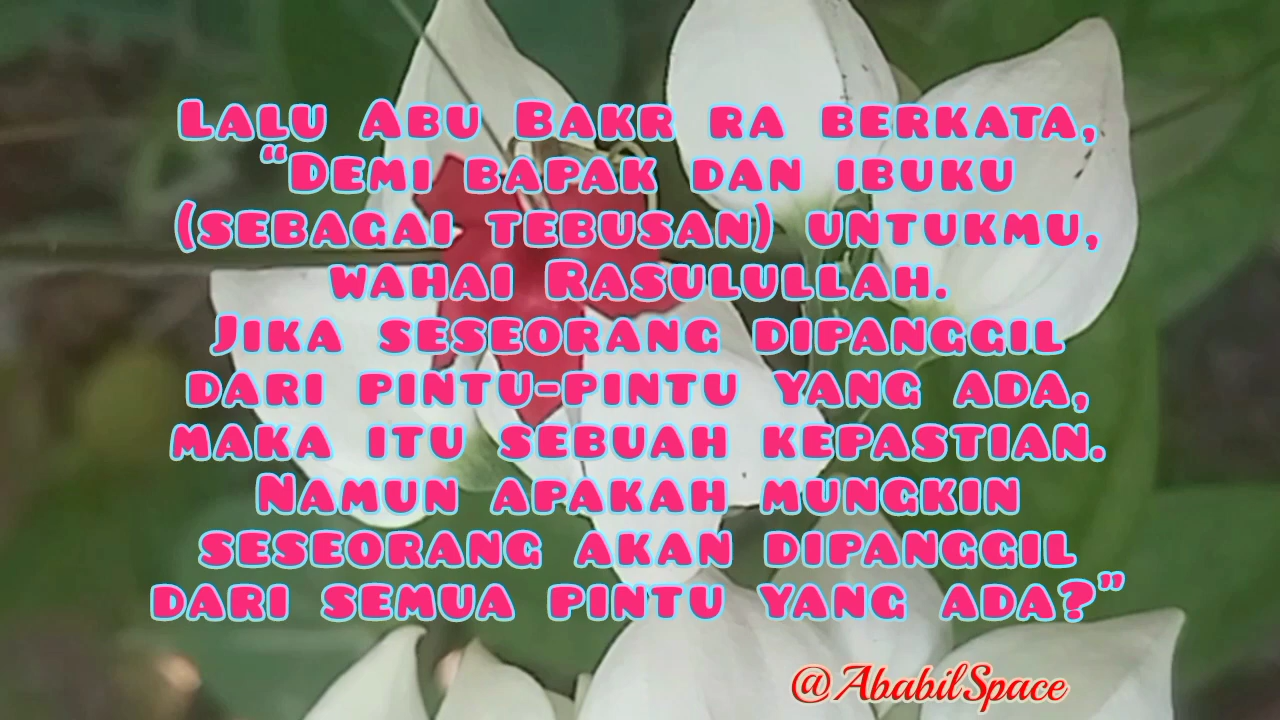 Lalu Abu Bakr ra berkata,
“Demi bapak dan ibuku
(sebagai tebusan) untukmu,
wahai Rasulullah.
Jika seseorang dipanggil
dari pintu-pintu yang ada,
maka itu sebuah kepastian.
Namun apakah mungkin
seseorang akan dipanggil
dari semua pintu yang ada?”
@AbabilSpace